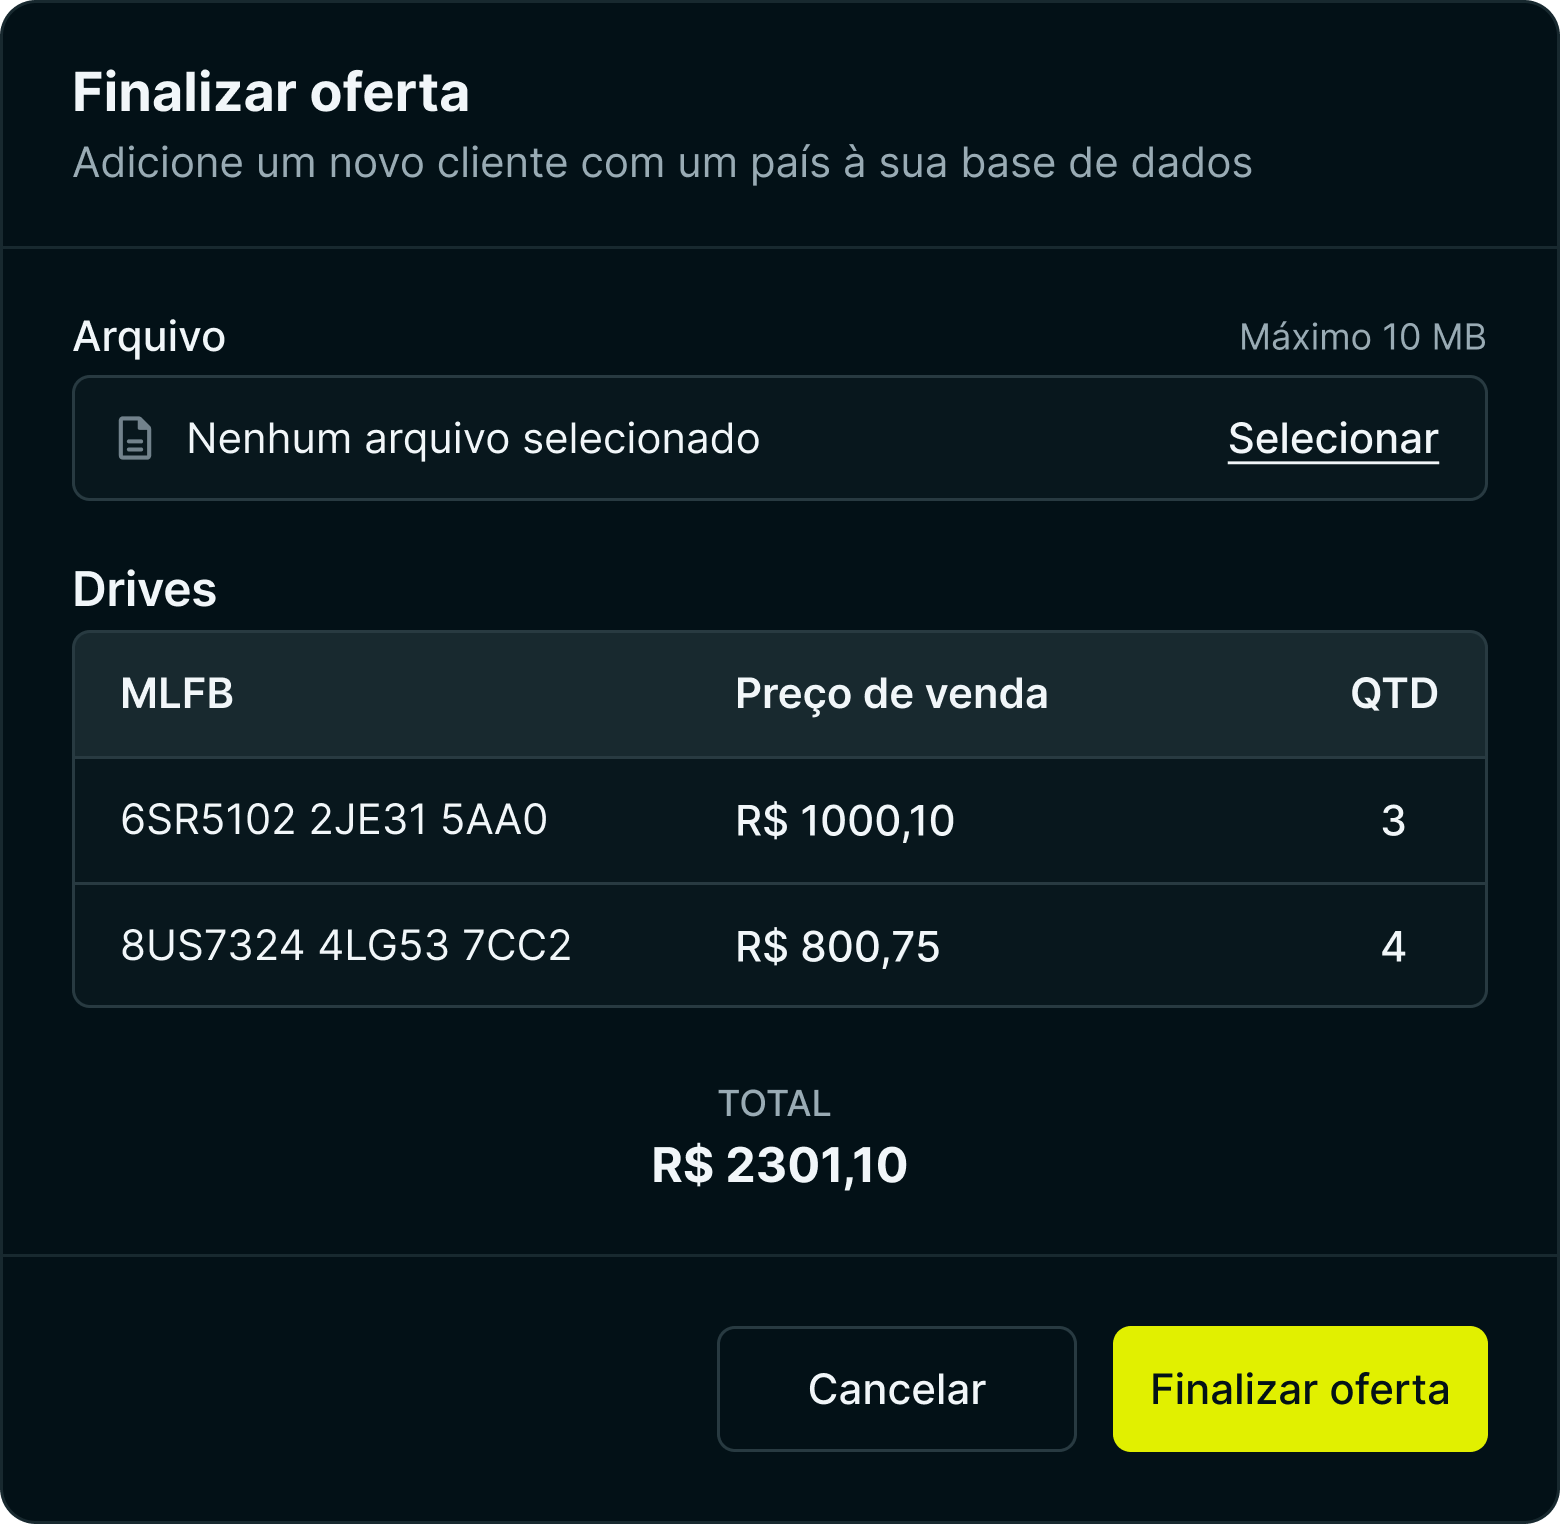 Finalizar oferta
Adicione um novo cliente com um país à sua base de dados
Arquivo Máximo 10 MB
Nenhum arquivo selecionado Selecionar
Drives
MLFB Preço de venda QTD
6SR5102 2JE31 5AA0 R$ 1000,10 3
8US7324 4LG53 7CC2 R$ 800,75 4
TOTAL
R$ 2301,10
Cancelar Finalizar oferta